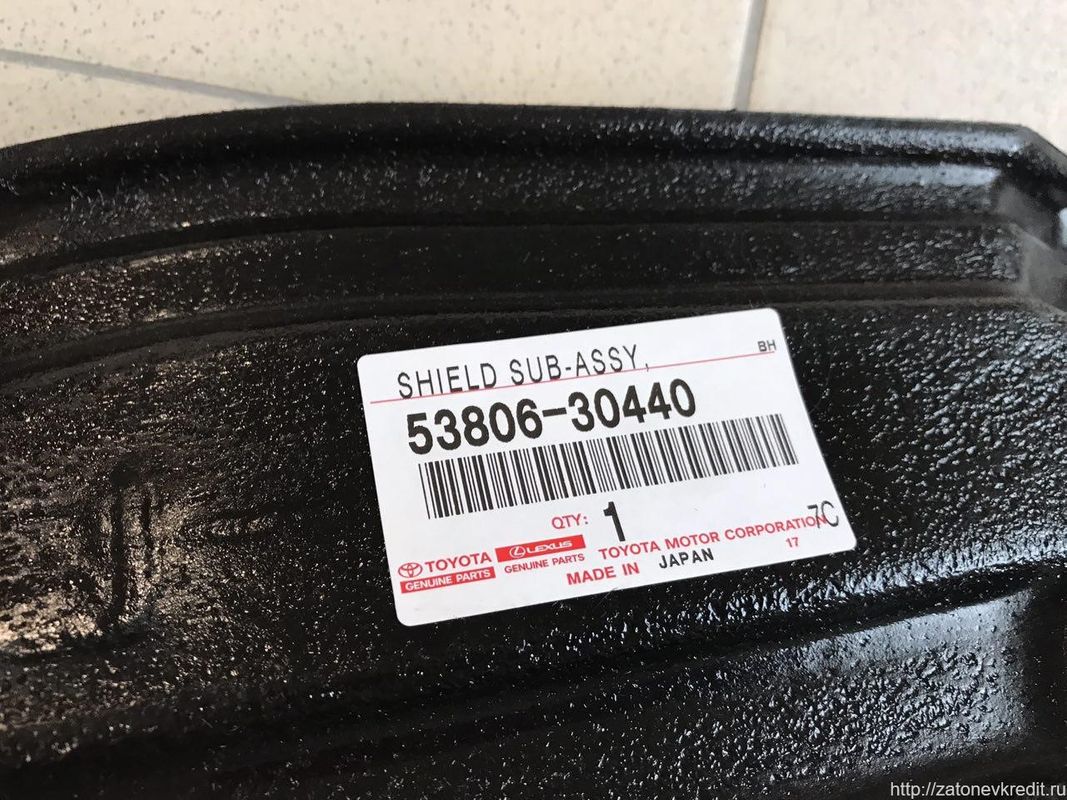 SHIELD SUB-ASSY,
BH
53806-30440
QTY: 1
7C
TOYOTA
GENUINE PARTS
LEXUS
GENUINE PARTS
TOYOTA MOTOR CORPORATION
17
MADE IN JAPAN
http://zatonevkredit.ru